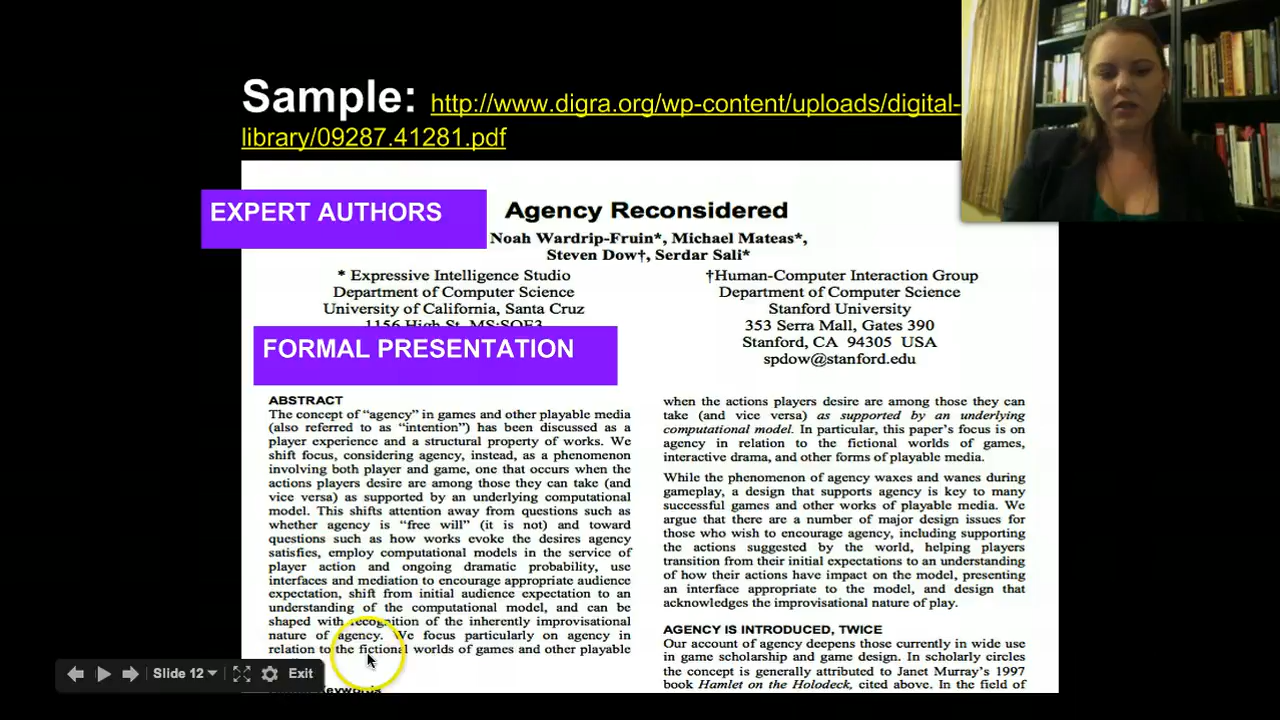 Sample: http://www.digra.org/wp-content/uploads/digital-
library/09287.41281.pdf
EXPERT AUTHORS
Agency Reconsidered
Noah Wardrip-Fruin*, Michael Mateas*,
Steven Dow†, Serdar Sali*
* Expressive Intelligence Studio
Department of Computer Science
University of California, Santa Cruz
1156 High St, MS:SOE3
†Human-Computer Interaction Group
Department of Computer Science
Stanford University
353 Serra Mall, Gates 390
Stanford, CA 94305 USA
spdow@stanford.edu
FORMAL PRESENTATION
ABSTRACT
The concept of “agency” in games and other playable media
(also referred to as “intention”) has been discussed as a
player experience and a structural property of works. We
shift focus, considering agency, instead, as a phenomenon
involving both player and game, one that occurs when the
actions players desire are among those they can take (and
vice versa) as supported by an underlying computational
model. This shifts attention away from questions such as
whether agency is “free will” (it is not) and toward
questions such as how works evoke the desires agency
satisfies, employ computational models in the service of
player action and ongoing dramatic probability, use
interfaces and mediation to encourage appropriate audience
expectation, shift from initial audience expectation to an
understanding of the computational model, and can be
shaped with recognition of the inherently improvisational
nature of agency. We focus particularly on agency in
relation to the fictional worlds of games and other playable
Keywords
when the actions players desire are among those they can
take (and vice versa) as supported by an underlying
computational model. In particular, this paper's focus is on
agency in relation to the fictional worlds of games,
interactive drama, and other forms of playable media.
While the phenomenon of agency waxes and wanes during
gameplay, a design that supports agency is key to many
successful games and other works of playable media. We
argue that there are a number of major design issues for
those who wish to encourage agency, including supporting
the actions suggested by the world, helping players
transition from their initial expectations to an understanding
of how their actions have impact on the model, presenting
an interface appropriate to the model, and design that
acknowledges the improvisational nature of play.
AGENCY IS INTRODUCED, TWICE
Our account of agency deepens those currently in wide use
in game scholarship and game design. In scholarly circles
the concept is generally attributed to Janet Murray's 1997
book Hamlet on the Holodeck, cited above. In the field of
Slide 12
Exit